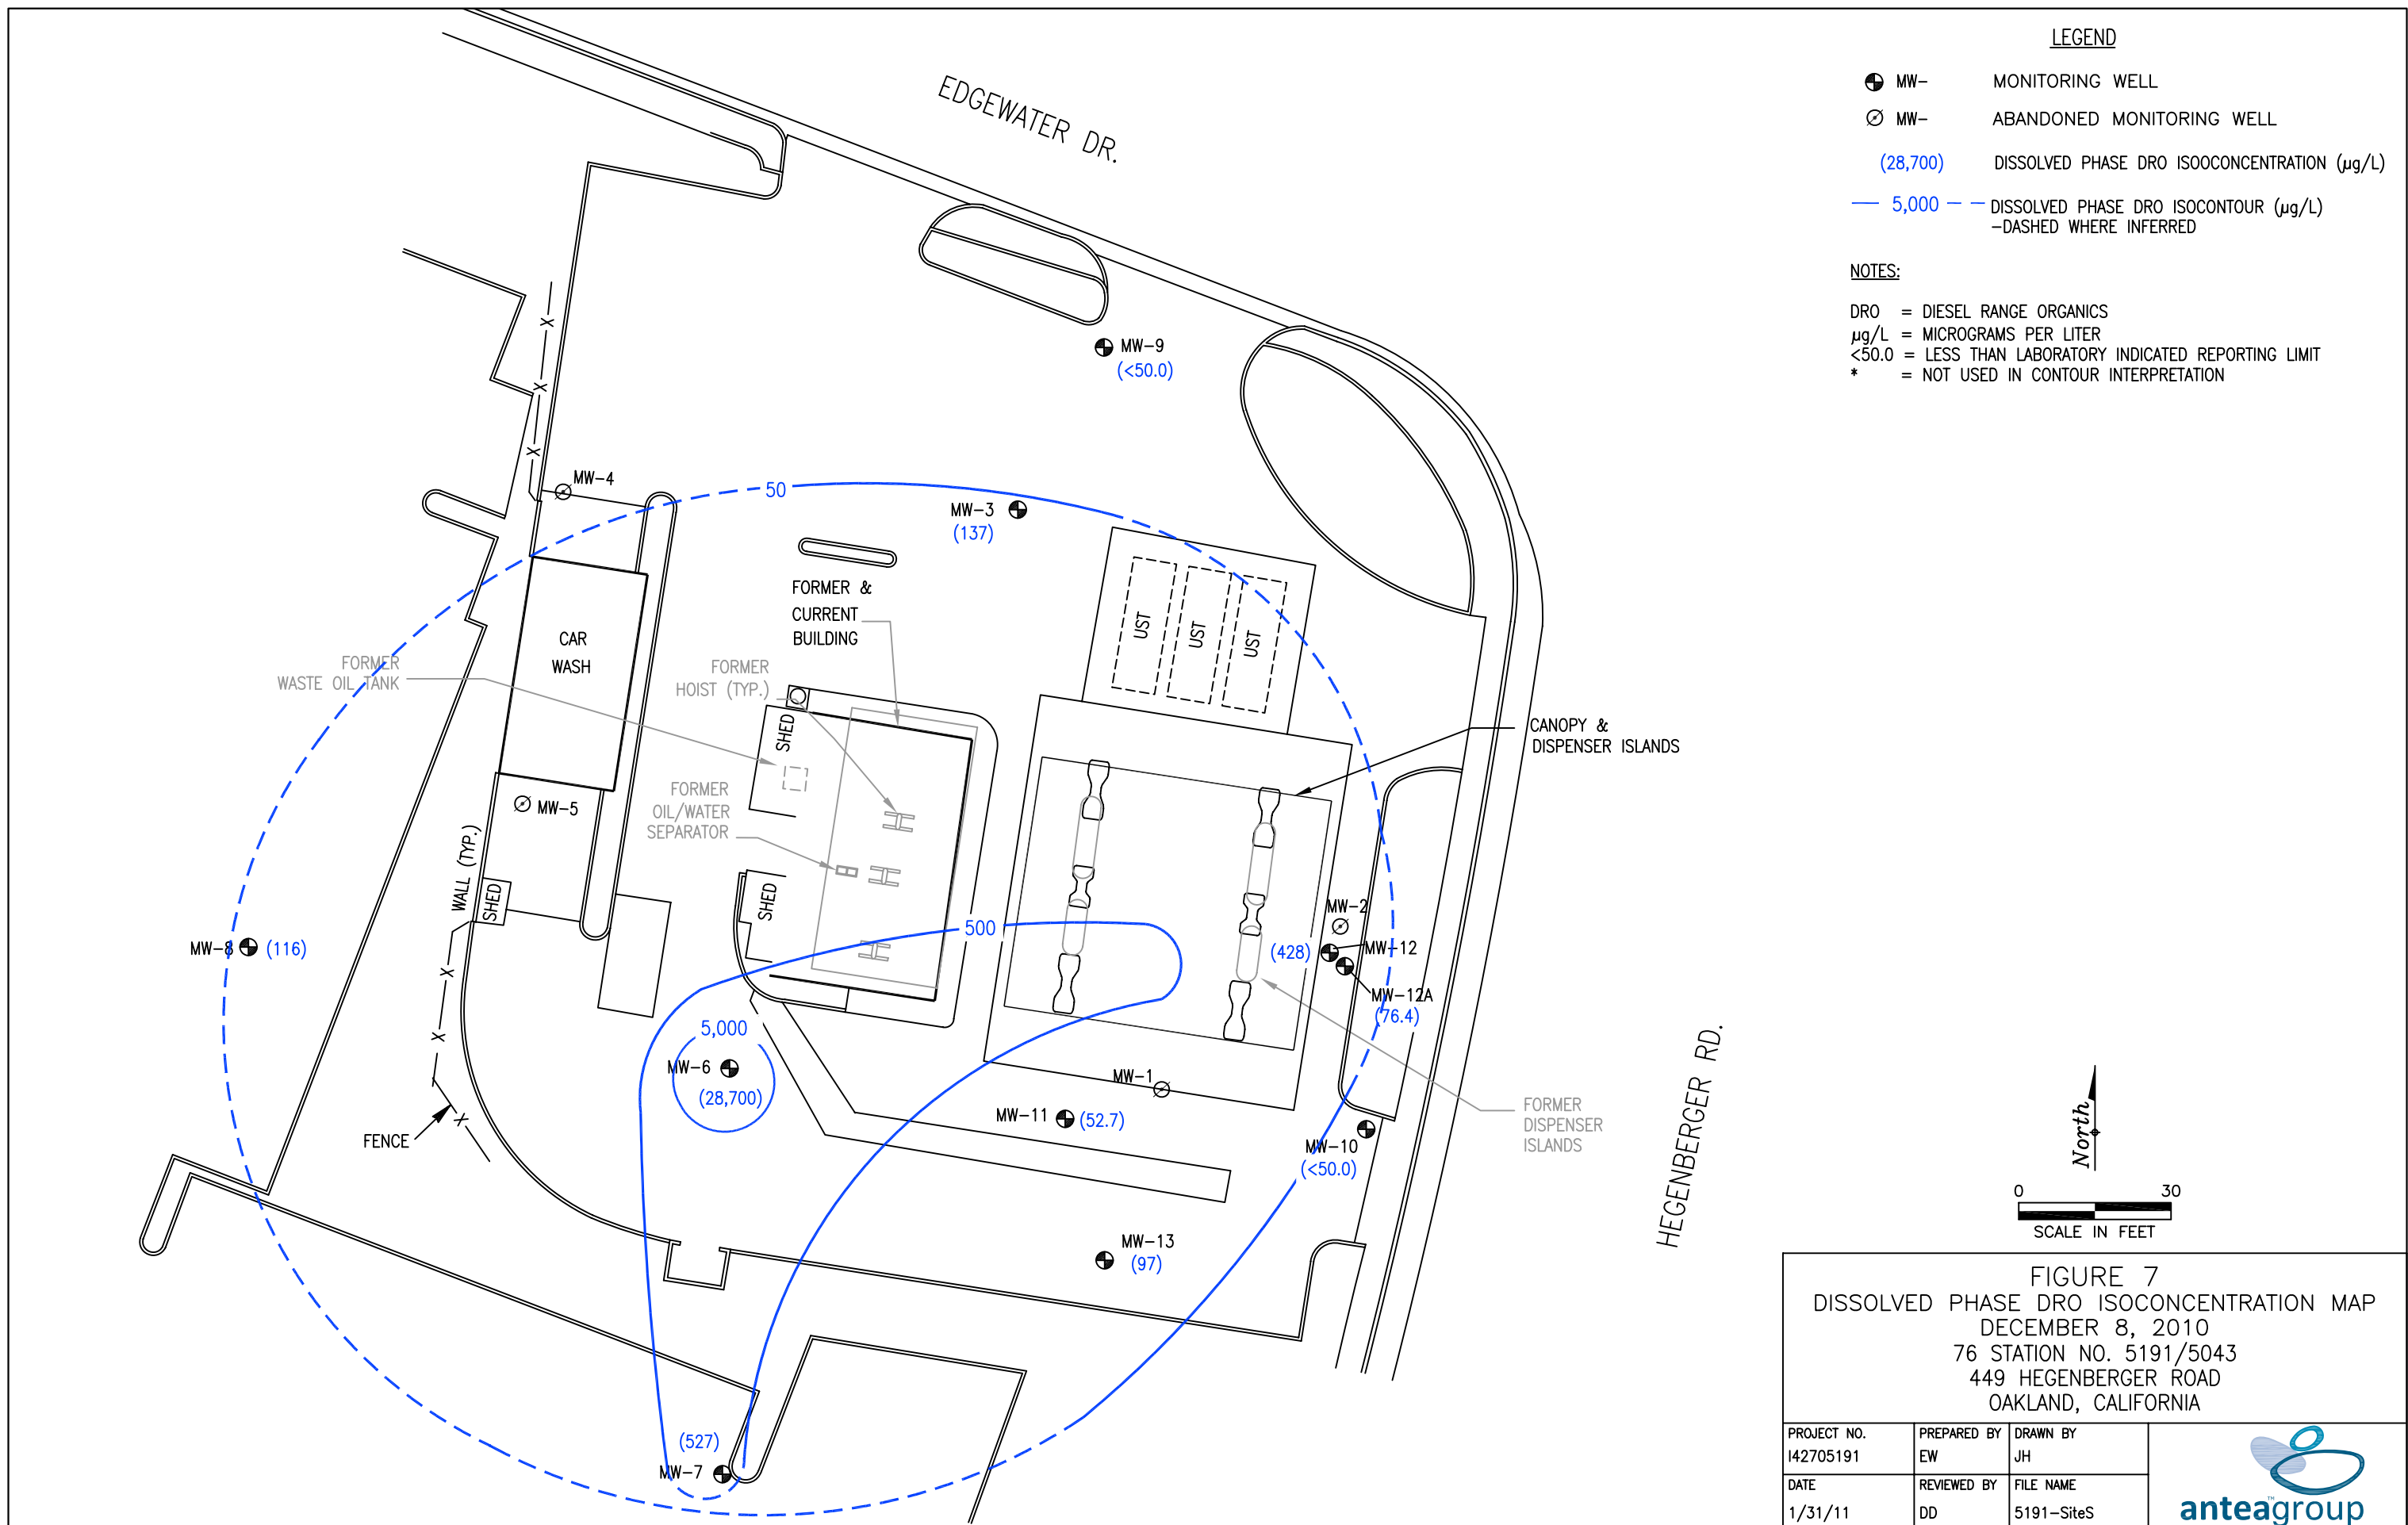 LEGEND
MW- MONITORING WELL
MW- ABANDONED MONITORING WELL
(28,700) DISSOLVED PHASE DRO ISOOCONCENTRATION (µg/L)
5,000 DISSOLVED PHASE DRO ISOCONTOUR (µg/L)
-DASHED WHERE INFERRED
NOTES:
DRO = DIESEL RANGE ORGANICS
µg/L = MICROGRAMS PER LITER
<50.0 = LESS THAN LABORATORY INDICATED REPORTING LIMIT
* = NOT USED IN CONTOUR INTERPRETATION
EDGEWATER DR.
X
X
X
MW-9
(<50.0)
MW-4
50
MW-3
(137)
FORMER &
CURRENT
BUILDING
UST
UST
UST
CAR
WASH
FORMER
WASTE OIL TANK
FORMER
HOIST (TYP.)
SHED
CANOPY &
DISPENSER ISLANDS
FORMER
OIL/WATER
SEPARATOR
MW-5
WALL (TYP.)
SHED
SHED
500
MW-2
MW-8 (116)
(428)
MW-12
MW-12A
(76.4)
X
X
X
5,000
MW-6
(28,700)
MW-1
MW-11 (52.7)
FENCE
MW-10
(<50.0)
FORMER
DISPENSER
ISLANDS
HEGENBERGER RD.
MW-13
(97)
(527)
MW-7
North
0 30
SCALE IN FEET
FIGURE 7
DISSOLVED PHASE DRO ISOCONCENTRATION MAP
DECEMBER 8, 2010
76 STATION NO. 5191/5043
449 HEGENBERGER ROAD
OAKLAND, CALIFORNIA
PROJECT NO. PREPARED BY DRAWN BY
I42705191 EW JH
DATE REVIEWED BY FILE NAME
1/31/11 DD 5191-SiteS
anteagroup™